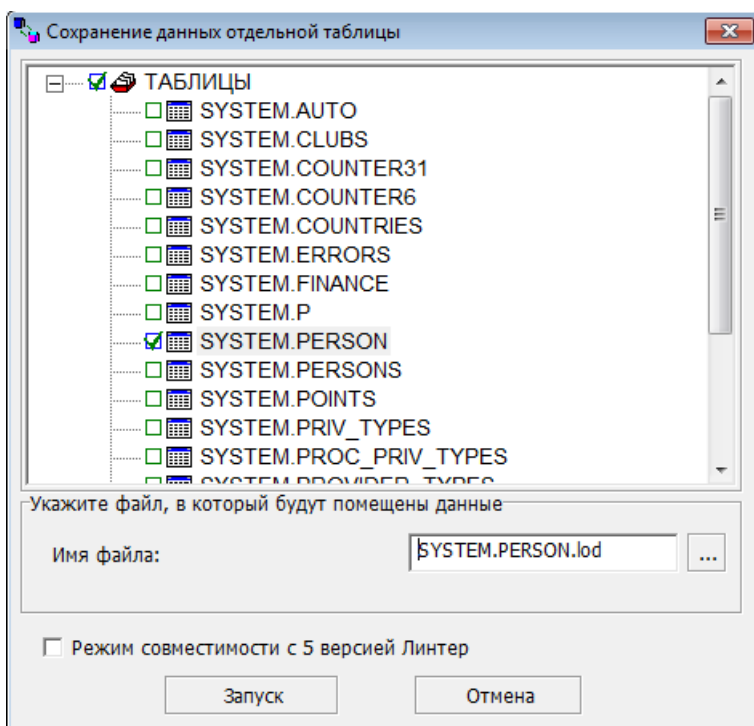 Сохранение данных отдельной таблицы
ТАБЛИЦЫ
SYSTEM.AUTO
SYSTEM.CLUBS
SYSTEM.COUNTER31
SYSTEM.COUNTER6
SYSTEM.COUNTRIES
SYSTEM.ERRORS
SYSTEM.FINANCE
SYSTEM.P
SYSTEM.PERSON
SYSTEM.PERSONS
SYSTEM.POINTS
SYSTEM.PRIV_TYPES
SYSTEM.PROC_PRIV_TYPES
SYSTEM.PROVIDER_TYPES
Укажите файл, в который будут помещены данные
Имя файла: SYSTEM.PERSON.lod ...
Режим совместимости с 5 версией Линтер
Запуск Отмена